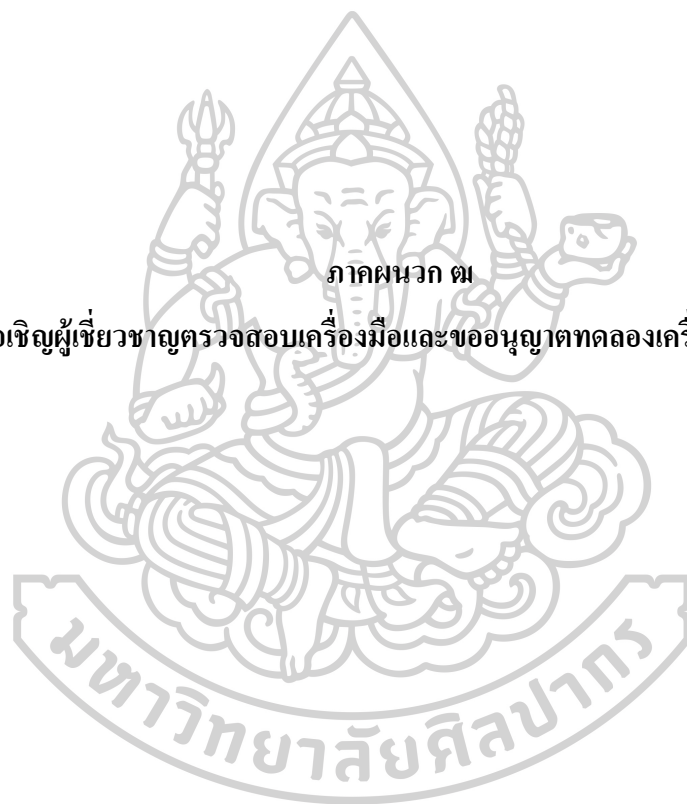 ภาคผนวก ฒ
เชิญผู้เชี่ยวชาญตรวจสอบเครื่องมือและขออนุญาตทดลอง
มหาวิทยาลัยศิลปากร